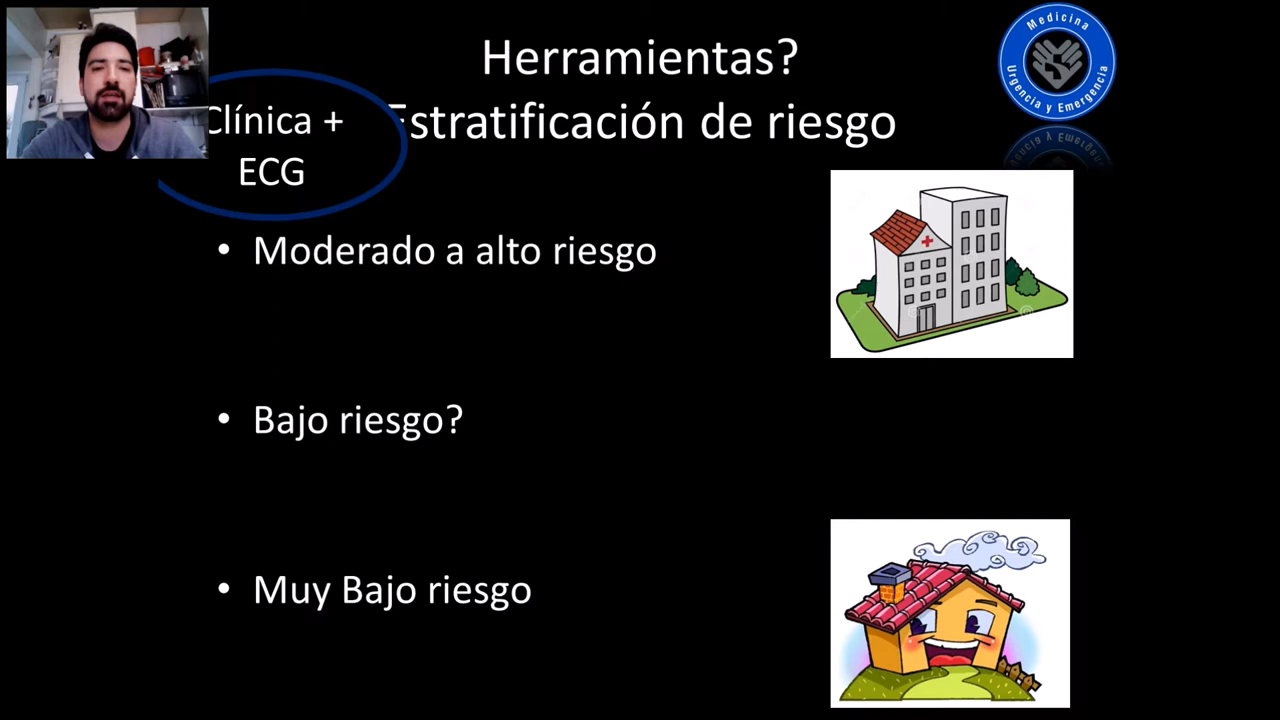 Herramientas?
Estratificación de riesgo
Clínica +
ECG
Medicina
Urgencia y Emergencia
• Moderado a alto riesgo
• Bajo riesgo?
• Muy Bajo riesgo